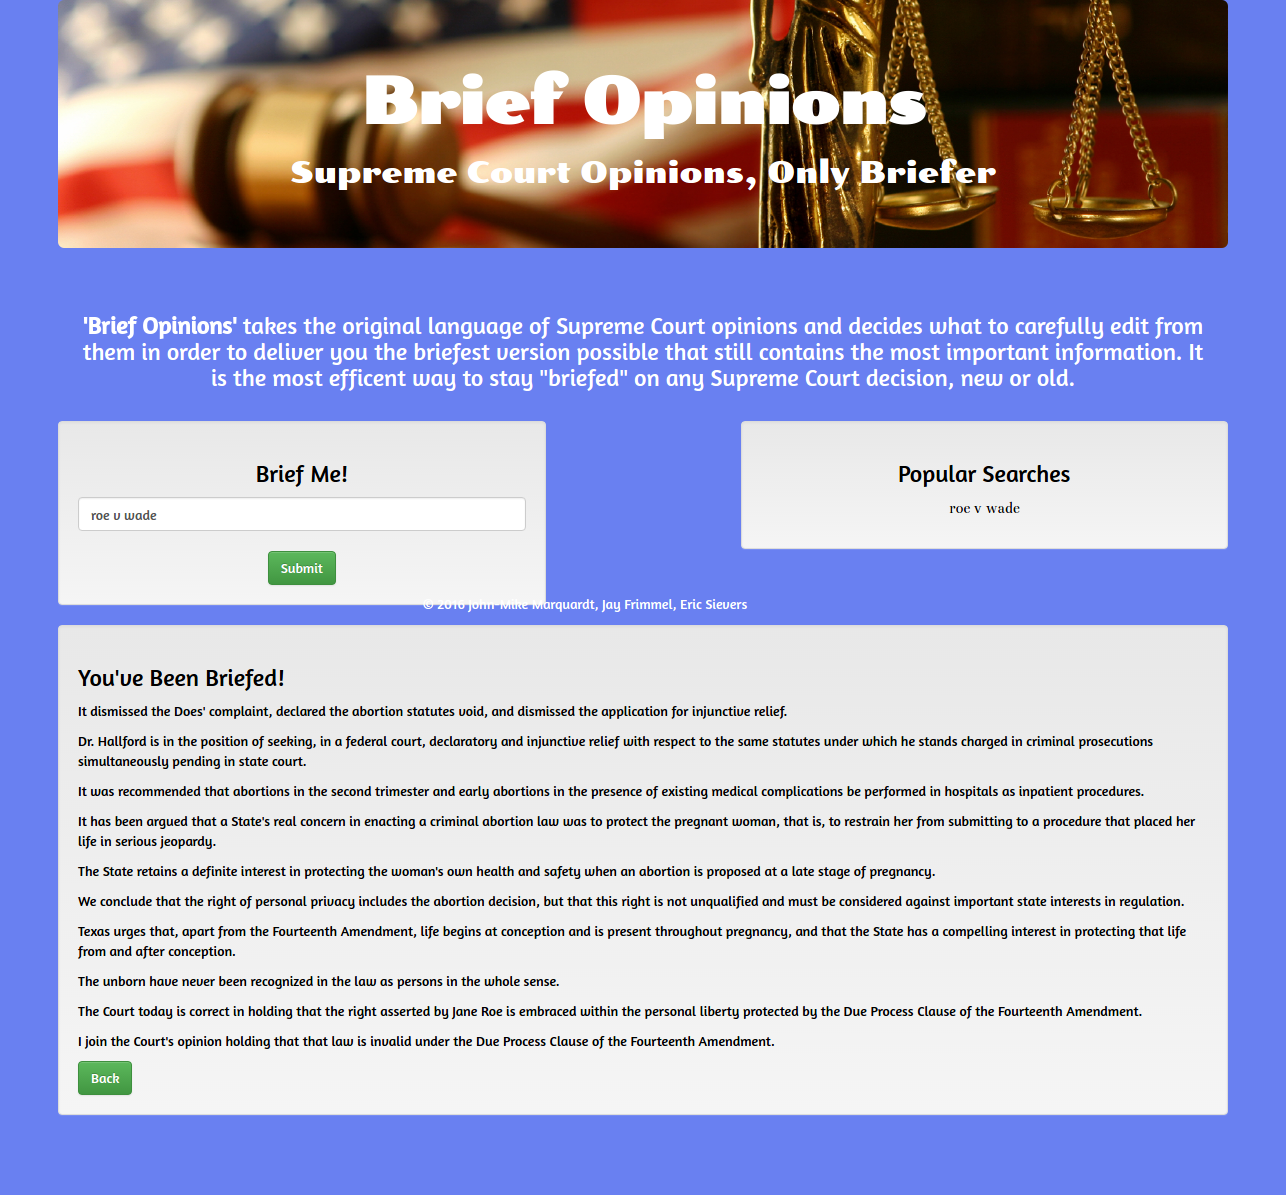 Brief Opinions
Supreme Court Opinions, Only Briefer
'Brief Opinions' takes the original language of Supreme Court opinions and decides what to carefully edit from
them in order to deliver you the briefest version possible that still contains the most important information. It
is the most efficent way to stay "briefed" on any Supreme Court decision, new or old.
Brief Me!
roe v wade
Submit
Popular Searches
roe v wade
© 2016 John-Mike Marquardt, Jay Frimmel, Eric Sievers
You've Been Briefed!
It dismissed the Does' complaint, declared the abortion statutes void, and dismissed the application for injunctive relief.
Dr. Hallford is in the position of seeking, in a federal court, declaratory and injunctive relief with respect to the same statutes under which he stands charged in criminal prosecutions
simultaneously pending in state court.
It was recommended that abortions in the second trimester and early abortions in the presence of existing medical complications be performed in hospitals as inpatient procedures.
It has been argued that a State's real concern in enacting a criminal abortion law was to protect the pregnant woman, that is, to restrain her from submitting to a procedure that placed her
life in serious jeopardy.
The State retains a definite interest in protecting the woman's own health and safety when an abortion is proposed at a late stage of pregnancy.
We conclude that the right of personal privacy includes the abortion decision, but that this right is not unqualified and must be considered against important state interests in regulation.
Texas urges that, apart from the Fourteenth Amendment, life begins at conception and is present throughout pregnancy, and that the State has a compelling interest in protecting that life
from and after conception.
The unborn have never been recognized in the law as persons in the whole sense.
The Court today is correct in holding that the right asserted by Jane Roe is embraced within the personal liberty protected by the Due Process Clause of the Fourteenth Amendment.
I join the Court's opinion holding that that law is invalid under the Due Process Clause of the Fourteenth Amendment.
Back